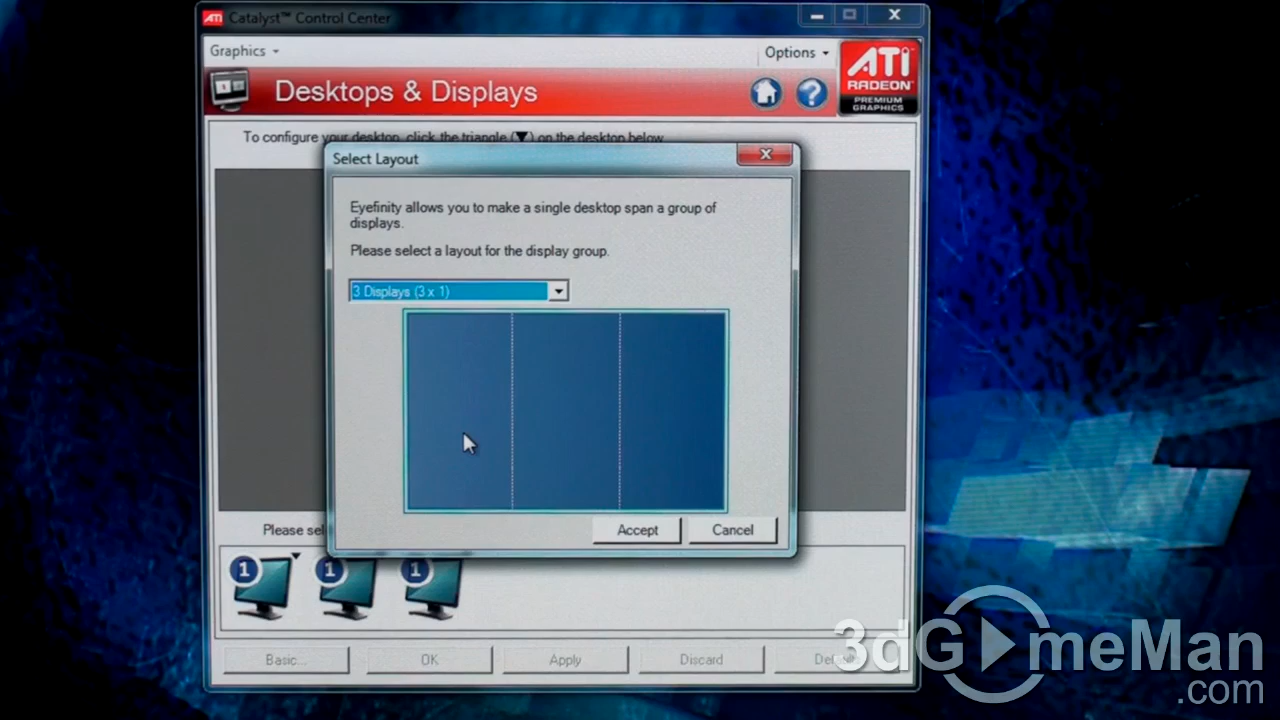 ATI Catalyst™ Control Center
Graphics
Options
ATI
RADEON
PREMIUM
GRAPHICS
Desktops & Displays
To configure your desktop, click the triangle (▼) on the desktop below
Select Layout
Eyefinity allows you to make a single desktop span a group of
displays.
Please select a layout for the display group.
3 Displays (3 x 1)
Accept
Cancel
Please sel
1
1
1
Basic...
OK
Apply
Discard
3dGameMan
.com